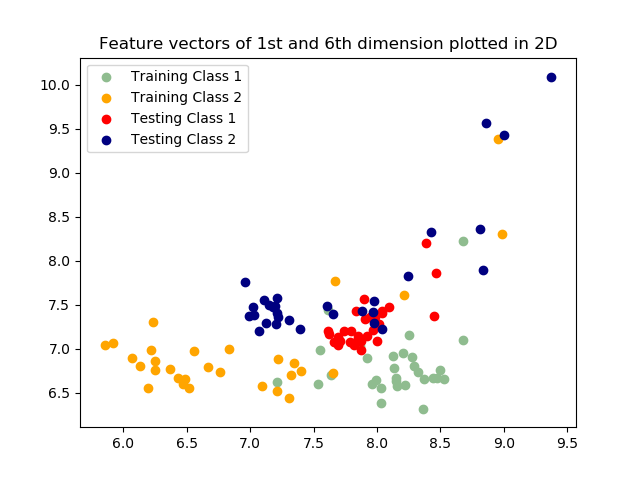 Feature vectors of 1st and 6th dimension plotted in 2D
Training Class 1
Training Class 2
Testing Class 1
Testing Class 2
10.0
9.5
9.0
8.5
8.0
7.5
7.0
6.5
6.0 6.5 7.0 7.5 8.0 8.5 9.0 9.5